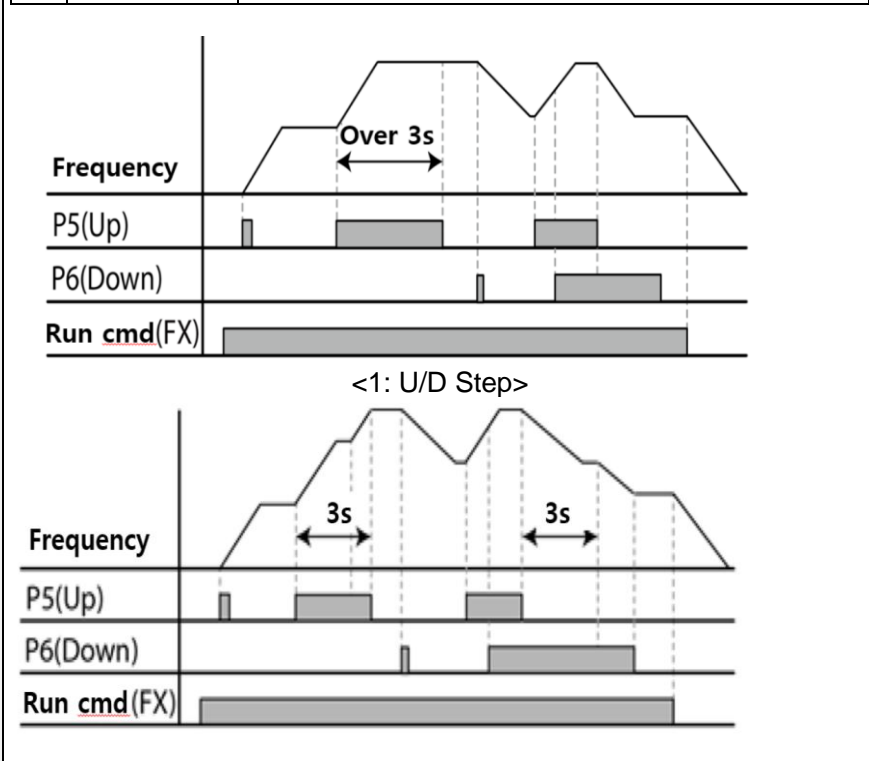 Over 3s
Frequency
P5(Up)
P6(Down)
Run cmd(FX)
<1: U/D Step>
3s 3s
Frequency
P5(Up)
P6(Down)
Run cmd(FX)